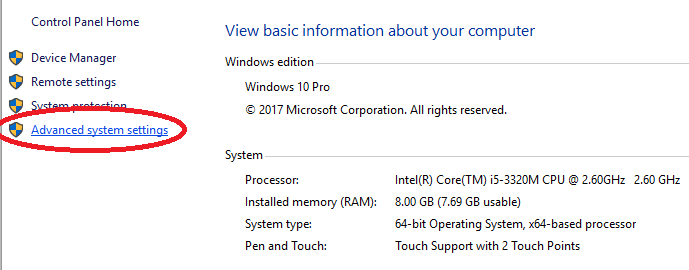 Control Panel Home
Device Manager
Remote settings
System protection
Advanced system settings
View basic information about your computer
Windows edition
Windows 10 Pro
© 2017 Microsoft Corporation. All rights reserved.
System
Processor: Intel(R) Core(TM) i5-3320M CPU @ 2.60GHz 2.60 GHz
Installed memory (RAM): 8.00 GB (7.69 GB usable)
System type: 64-bit Operating System, x64-based processor
Pen and Touch: Touch Support with 2 Touch Points